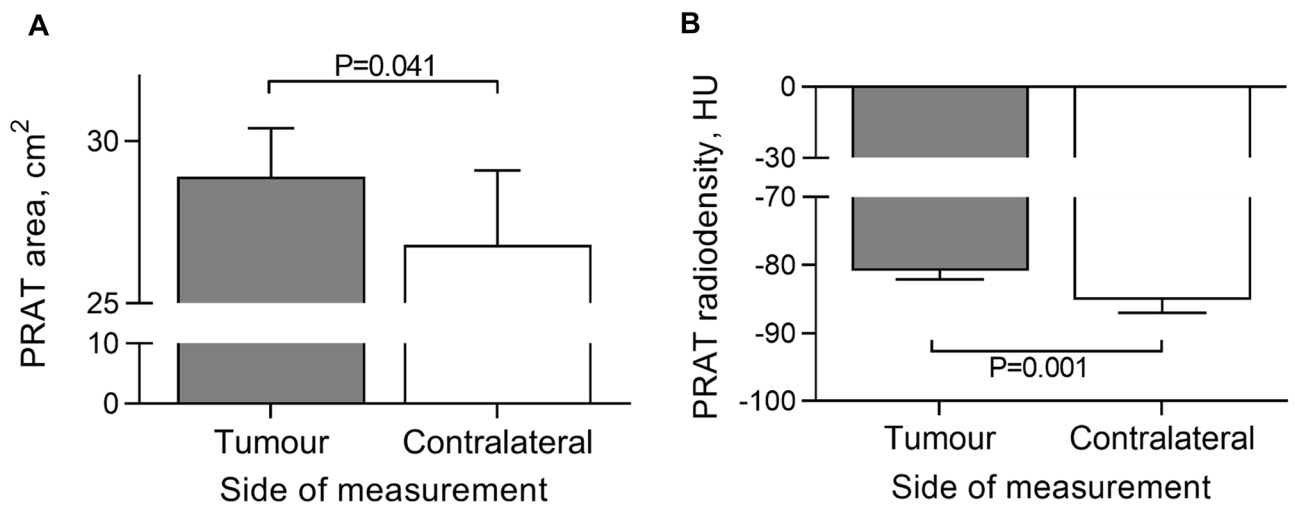 A
P=0.041
PRAT area, cm²
30
25
10
0
Tumour Contralateral
Side of measurement
B
PRAT radiodensity, HU
0
-30
-70
-80
-90
-100
P=0.001
Tumour Contralateral
Side of measurement